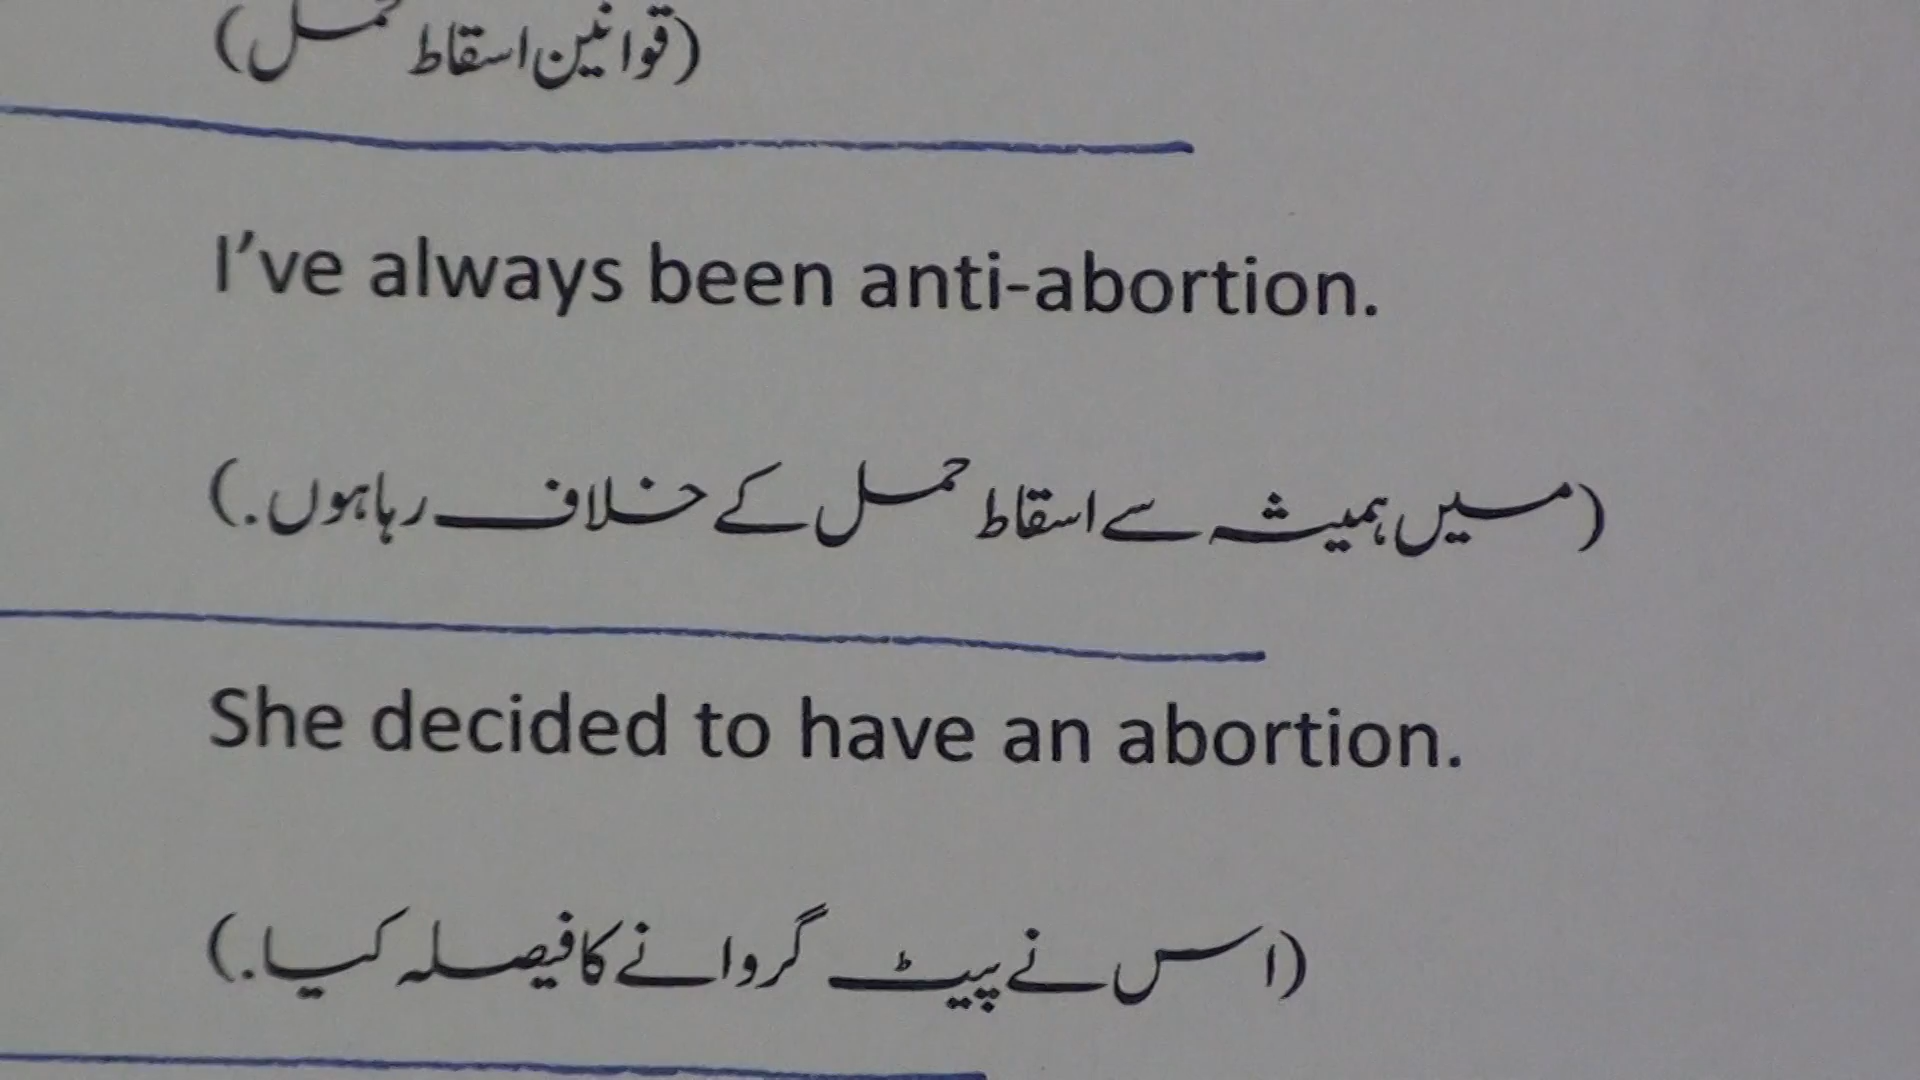 (قوانین اسقاط حمل)
I've always been anti-abortion.
(میں ہمیشہ سے اسقاط حمل کے خلاف رہا ہوں.)
She decided to have an abortion.
(اس نے پیٹ گروانے کا فیصلہ کیا.)